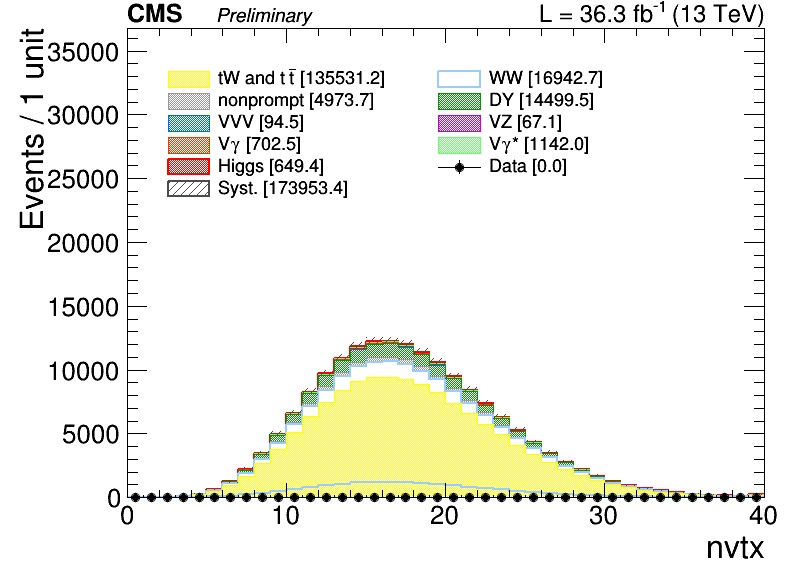 CMS Preliminary L = 36.3 fb⁻¹ (13 TeV)
Events / 1 unit
35000
30000
25000
20000
15000
10000
5000
0
tW and t t̄ [135531.2] WW [16942.7]
nonprompt [4973.7] DY [14499.5]
VVV [94.5] VZ [67.1]
Vγ [702.5] Vγ* [1142.0]
Higgs [649.4] Data [0.0]
Syst. [173953.4]
0 10 20 30 40
nvtx